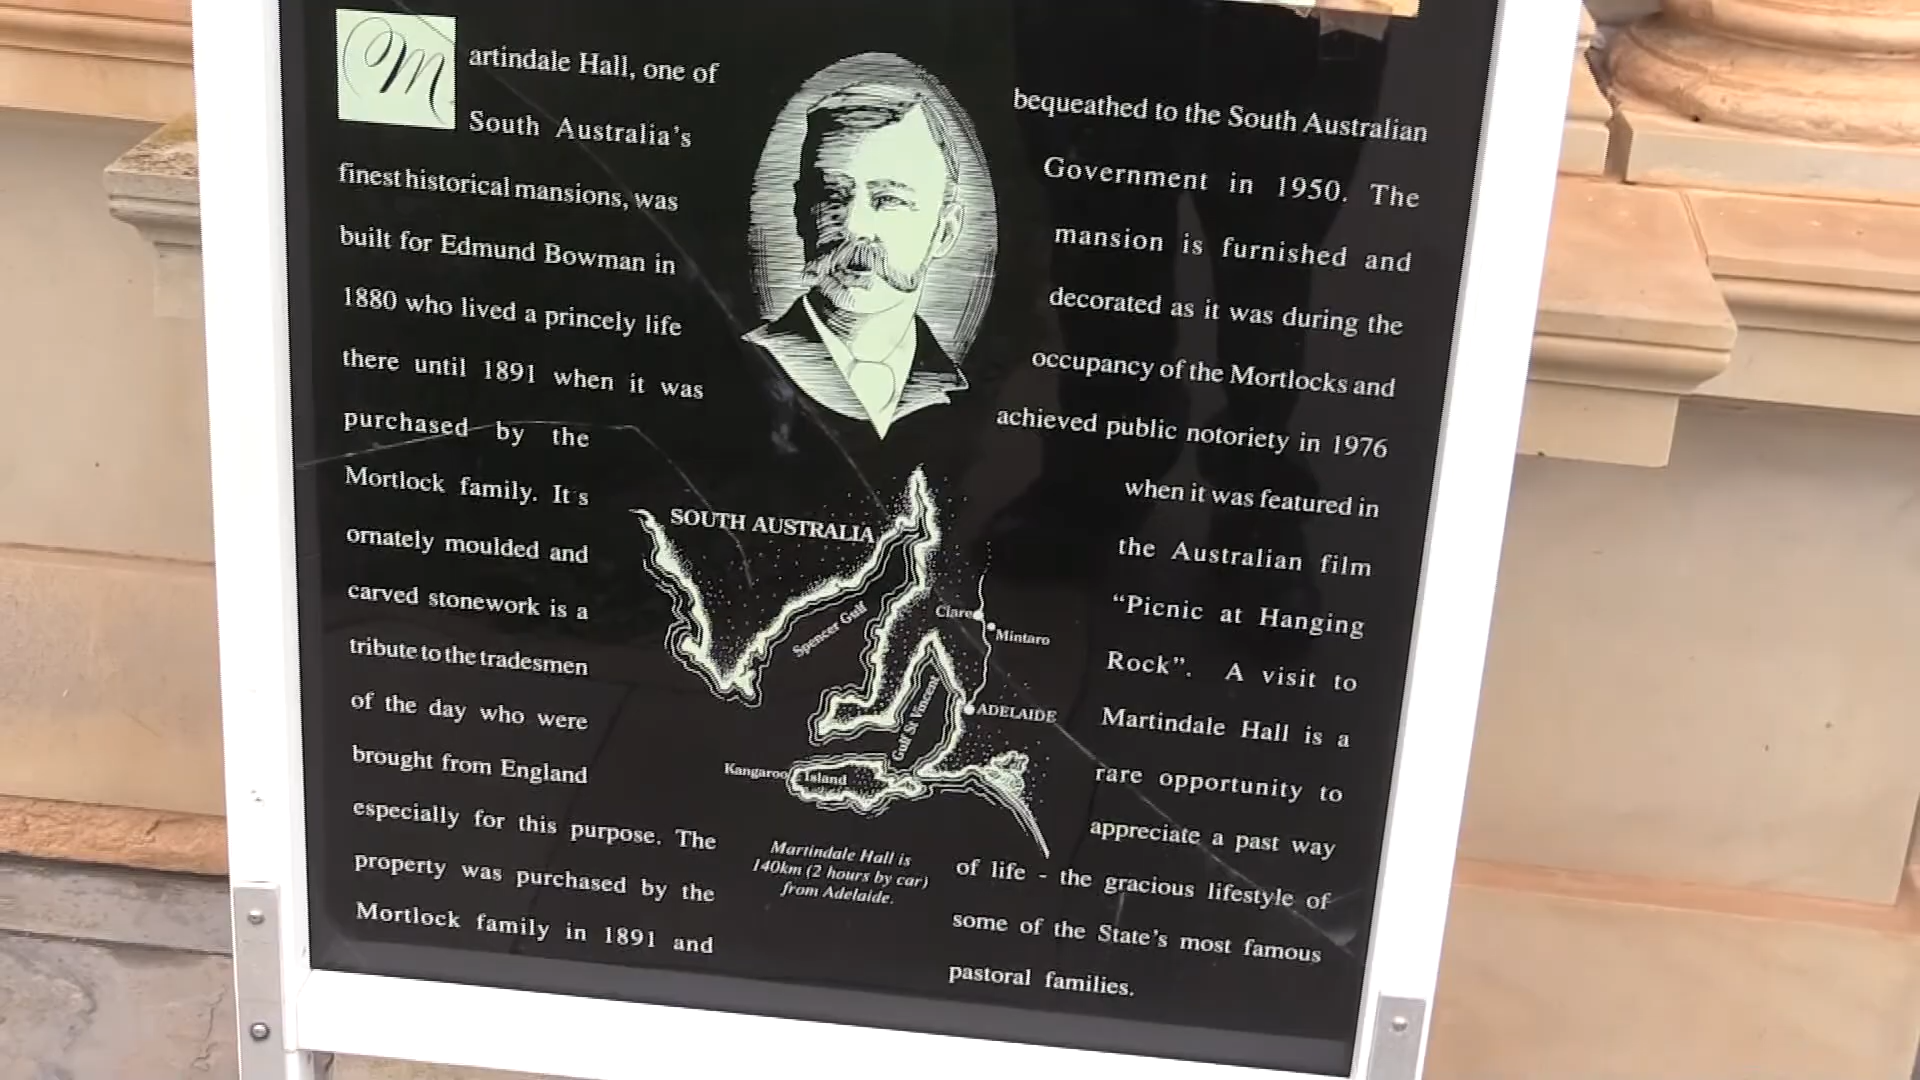 Martindale Hall, one of
South Australia's
finest historical mansions, was
built for Edmund Bowman in
1880 who lived a princely life
there until 1891 when it was
purchased by the
Mortlock family. It's
ornately moulded and
carved stonework is a
tribute to the tradesmen
of the day who were
brought from England
especially for this purpose. The
property was purchased by the
Mortlock family in 1891 and
bequeathed to the South Australian
Government in 1950. The
mansion is furnished and
decorated as it was during the
occupancy of the Mortlocks and
achieved public notoriety in 1976
when it was featured in
the Australian film
“Picnic at Hanging
Rock”. A visit to
Martindale Hall is a
rare opportunity to
appreciate a past way
of life - the gracious lifestyle of
some of the State's most famous
pastoral families.
SOUTH AUSTRALIA
Spencer Gulf
Clare
Mintaro
Gulf St Vincent
ADELAIDE
Kangaroo Island
Martindale Hall is
140km (2 hours by car)
from Adelaide.